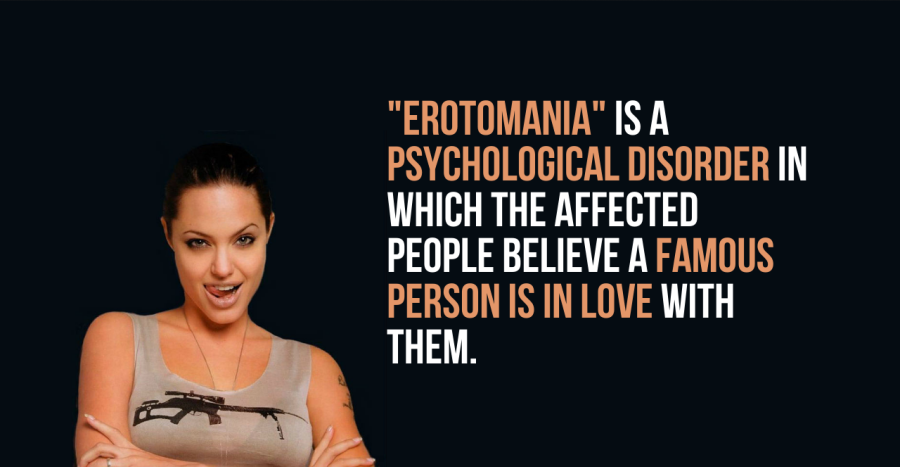 "EROTOMANIA" IS A
PSYCHOLOGICAL DISORDER IN
WHICH THE AFFECTED
PEOPLE BELIEVE A FAMOUS
PERSON IS IN LOVE WITH
THEM.